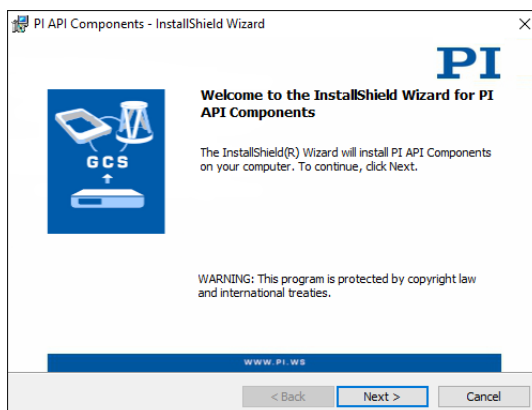 PI API Components - InstallShield Wizard
PI
Welcome to the InstallShield Wizard for PI
API Components
The InstallShield(R) Wizard will install PI API Components
on your computer. To continue, click Next.
GCS
WARNING: This program is protected by copyright law
and international treaties.
WWW.PI.WS
< Back
Next >
Cancel